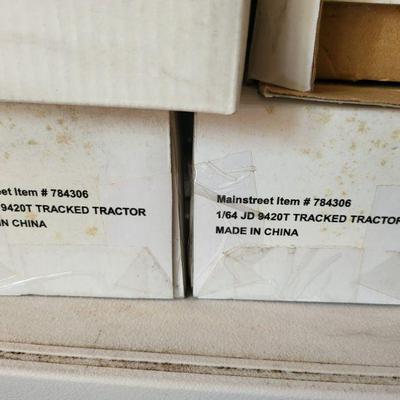 eet Item # 784306
9420T TRACKED TRACTOR
IN CHINA
Mainstreet Item # 784306
1/64 JD 9420T TRACKED TRACTOR
MADE IN CHINA